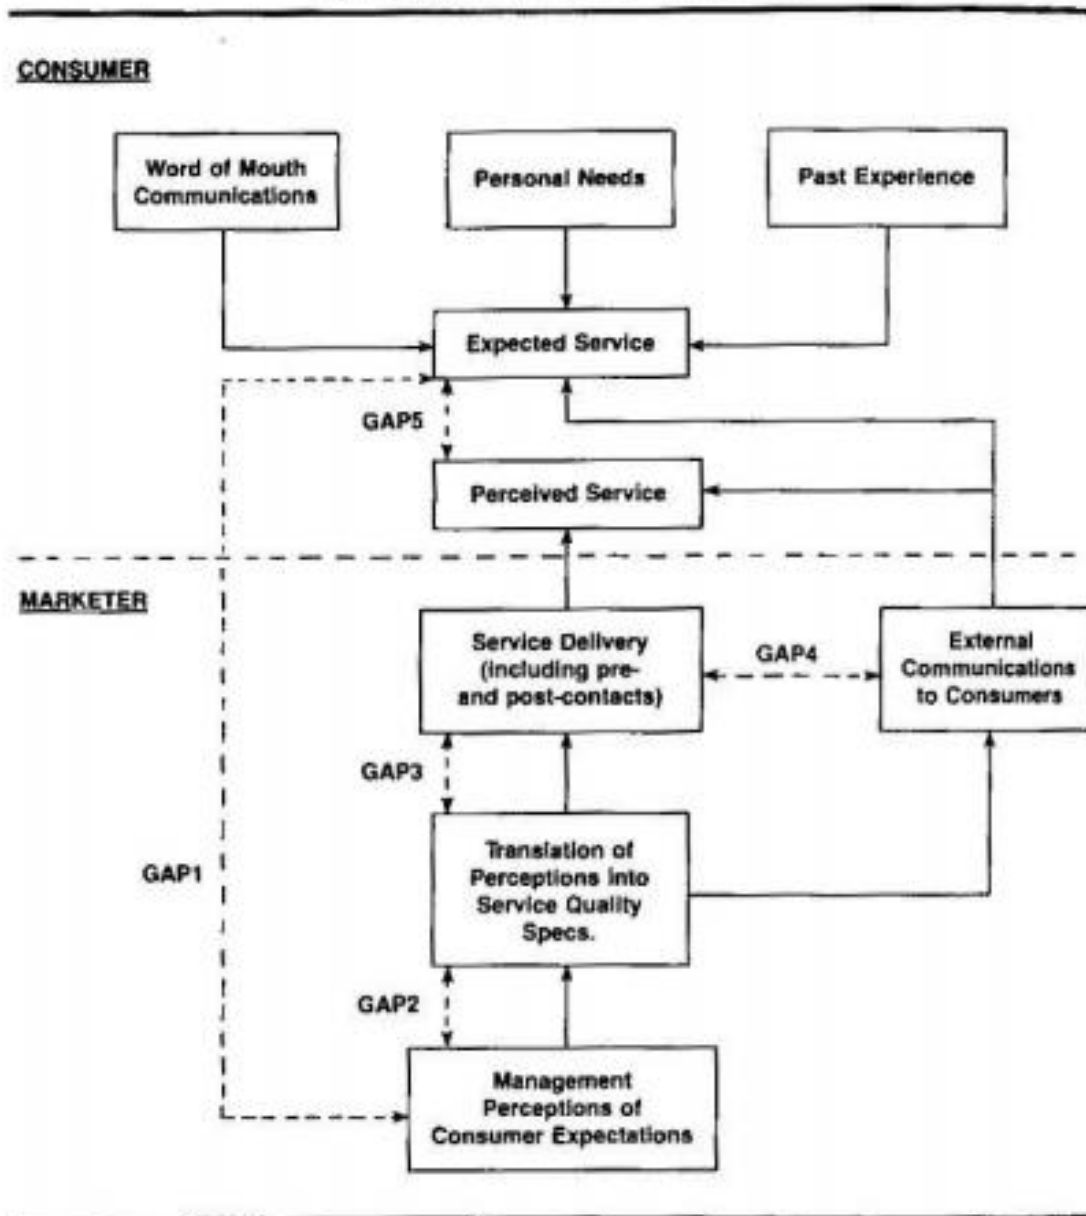 CONSUMER
Word of Mouth
Communications
Personal Needs
Past Experience
Expected Service
GAP5
Perceived Service
MARKETER
Service Delivery
(including pre-
and post-contacts)
GAP4
External
Communications
to Consumers
GAP3
Translation of
Perceptions into
Service Quality
Specs.
GAP1
GAP2
Management
Perceptions of
Consumer Expectations